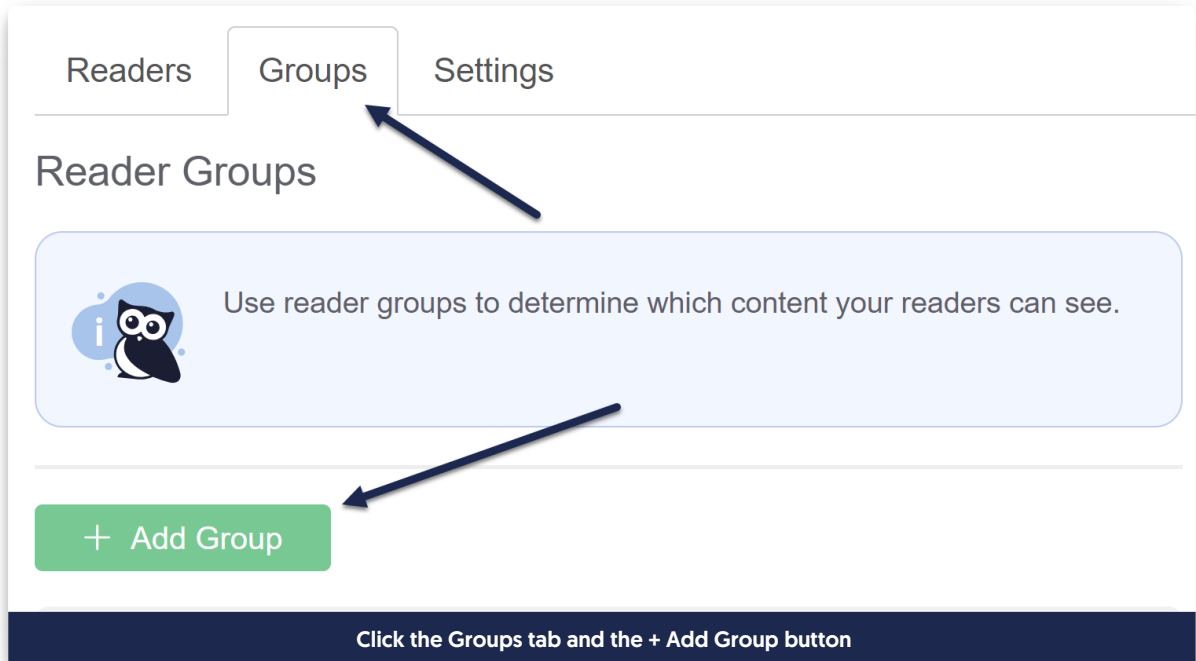 Readers Groups Settings
Reader Groups
i
Use reader groups to determine which content your readers can see.
+ Add Group
Click the Groups tab and the + Add Group button